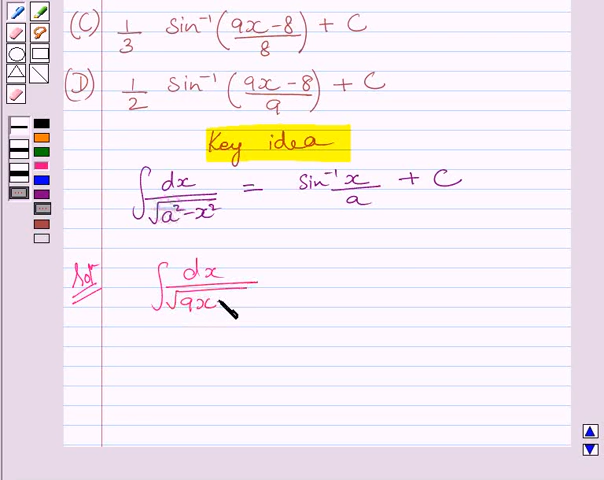 (C) 1/3 sin⁻¹ (9x-8/8) + C
(D) 1/2 sin⁻¹ (9x-8/9) + C
Key idea
∫ dx/√a²-x² = sin⁻¹ x/a + C
Solⁿ ∫ dx/√9x